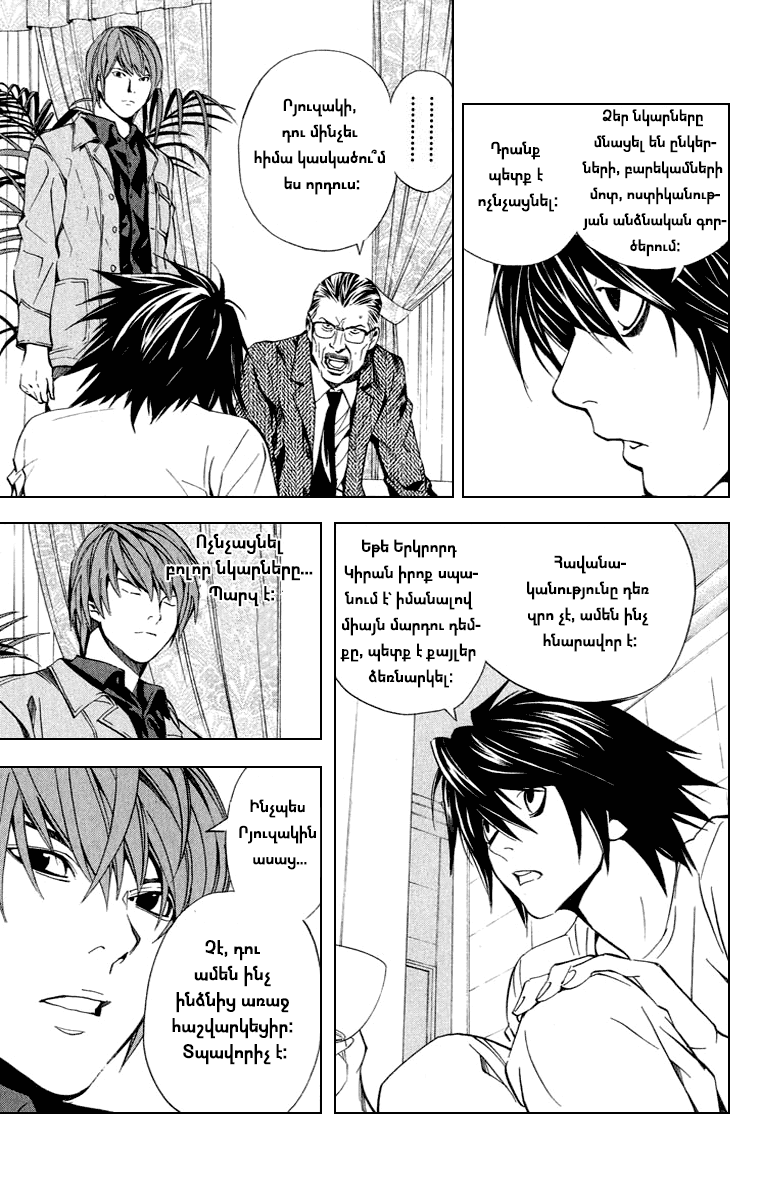 Ձեր նկարները
մնացել են ընկեր-
ների, բարեկամների
մոտ, ոստիկանութ-
յան անձնական գոր-
ծերում:
Դրանք
պետք է
ոչնչացնել:
Րյուզակի,
դու մինչեւ
հիմա կասկածու՞մ
ես որդուս:
Հավանա-
կանությունը դեռ
զրո չէ, ամեն ինչ
հնարավոր է:
Եթե Երկրորդ
Կիրան իրոք սպա-
նում է՝ իմանալով
միայն մարդու դեմ-
քը, պետք է քայլեր
ձեռնարկել:
Ոչնչացնել
բոլոր նկարները...
Պարզ է:
Ինչպես
Րյուզակին
ասաց...
Չէ, դու
ամեն ինչ
ինձնից առաջ
հաշվարկեցիր:
Տպավորիչ է: